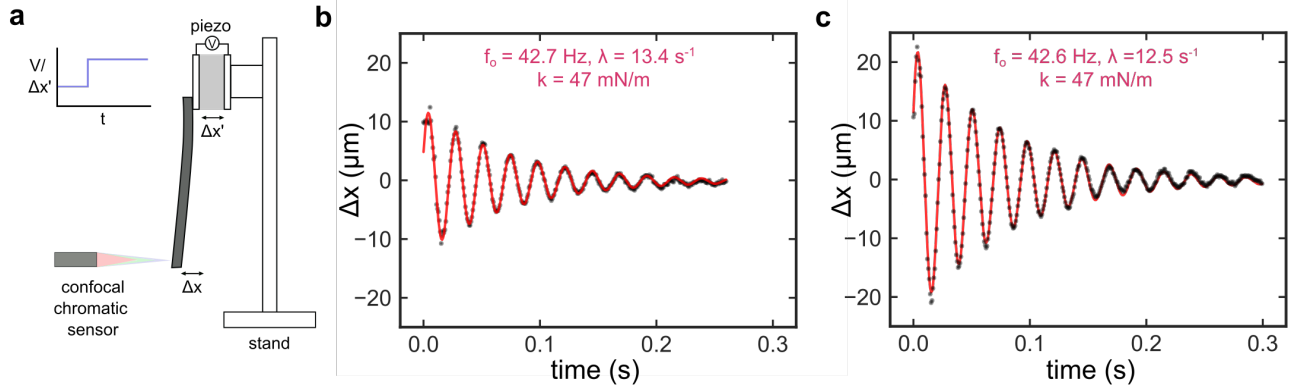 a
piezo
V
V/
Δx'
t
Δx'
Δx
confocal
chromatic
sensor
stand
b
fₒ = 42.7 Hz, λ = 13.4 s⁻¹
k = 47 mN/m
Δx (μm)
20
10
0
−10
−20
0.0
0.1
0.2
0.3
time (s)
c
fₒ = 42.6 Hz, λ =12.5 s⁻¹
k = 47 mN/m
Δx (μm)
20
10
0
−10
−20
0.0
0.1
0.2
0.3
time (s)